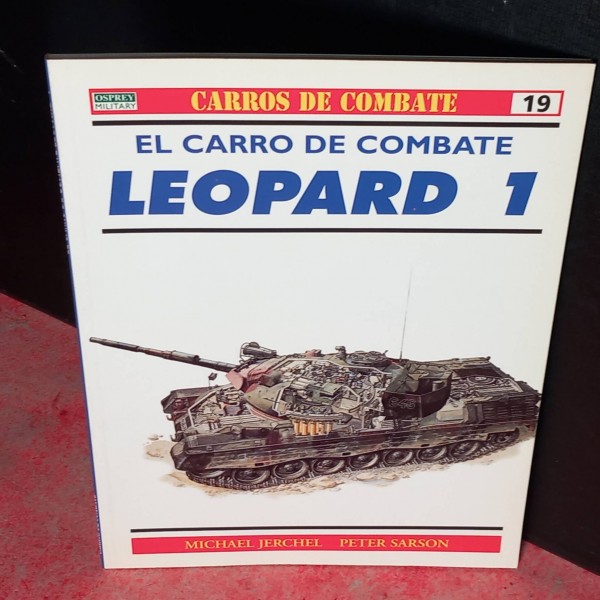 OSPREY
MILITARY
CARROS DE COMBATE
19
EL CARRO DE COMBATE
LEOPARD 1
MICHAEL JERCHEL PETER SARSON